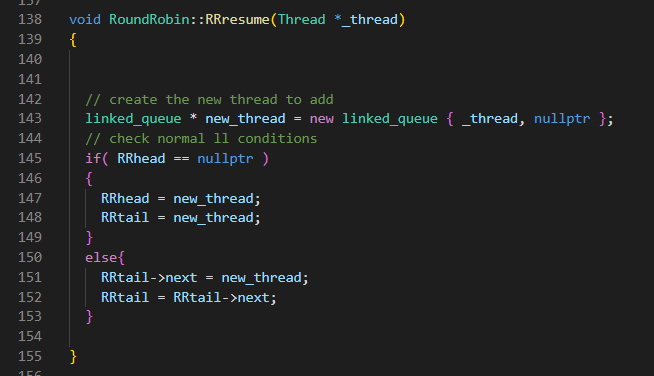 138 void RoundRobin::RRresume(Thread *_thread)
139 {
140
141
142 // create the new thread to add
143 linked_queue * new_thread = new linked_queue { _thread, nullptr };
144 // check normal ll conditions
145 if( RRhead == nullptr )
146 {
147 RRhead = new_thread;
148 RRtail = new_thread;
149 }
150 else{
151 RRtail->next = new_thread;
152 RRtail = RRtail->next;
153 }
154
155 }